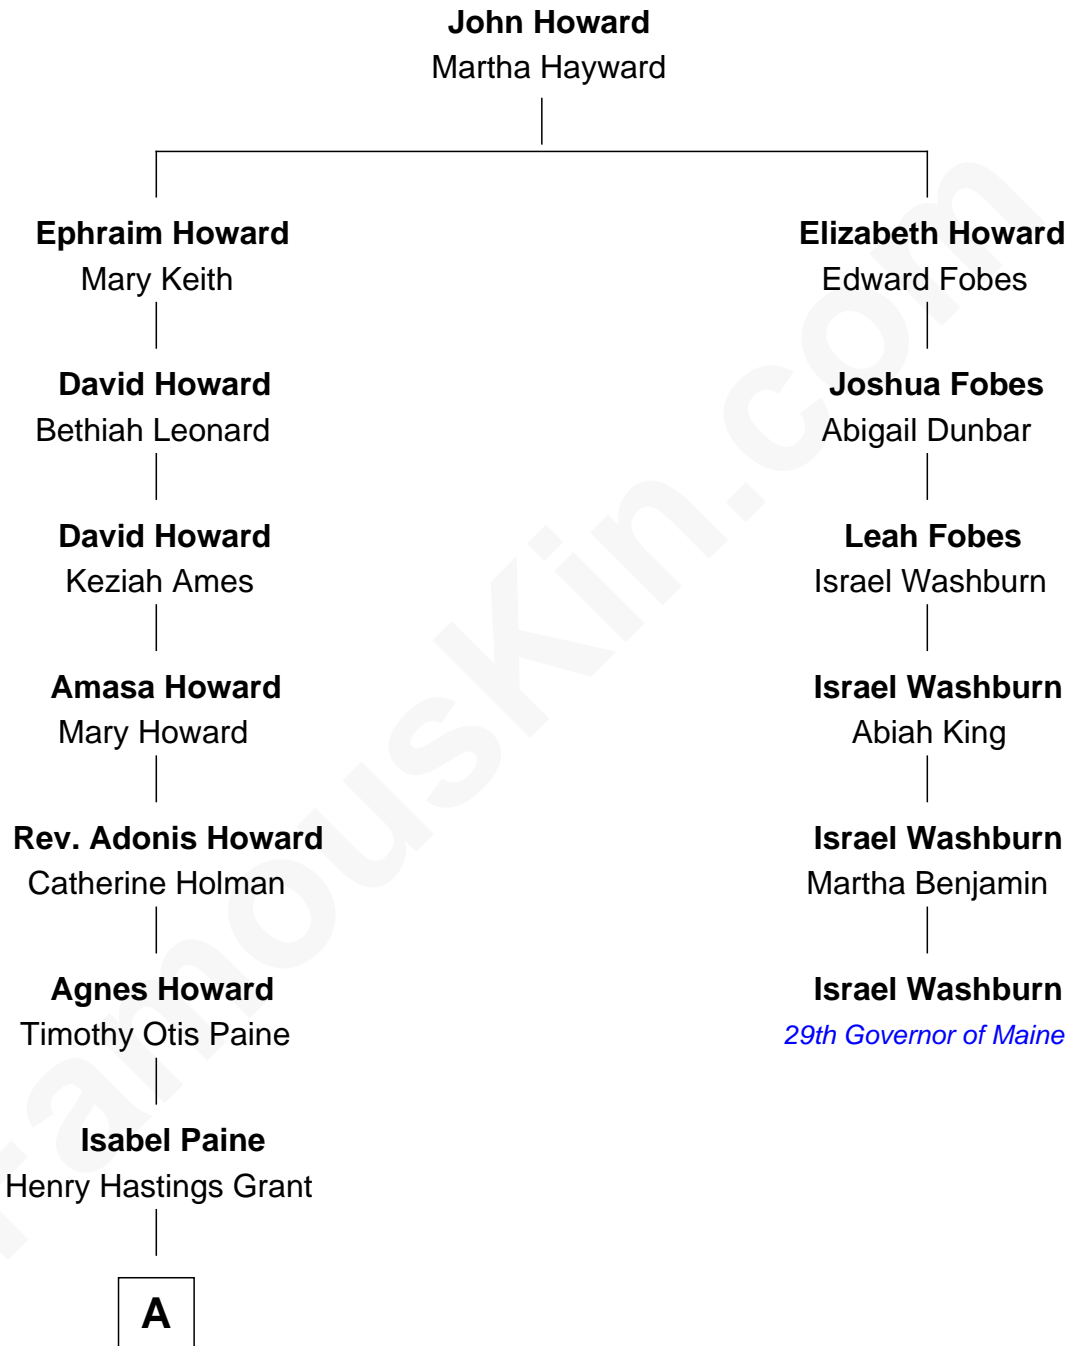 John Howard
Martha Hayward
Ephraim Howard
Mary Keith
Elizabeth Howard
Edward Fobes
David Howard
Bethiah Leonard
Joshua Fobes
Abigail Dunbar
David Howard
Keziah Ames
Leah Fobes
Israel Washburn
Amasa Howard
Mary Howard
Israel Washburn
Abiah King
Rev. Adonis Howard
Catherine Holman
Israel Washburn
Martha Benjamin
Agnes Howard
Timothy Otis Paine
Israel Washburn
29th Governor of Maine
Isabel Paine
Henry Hastings Grant
A
FamousKin.com